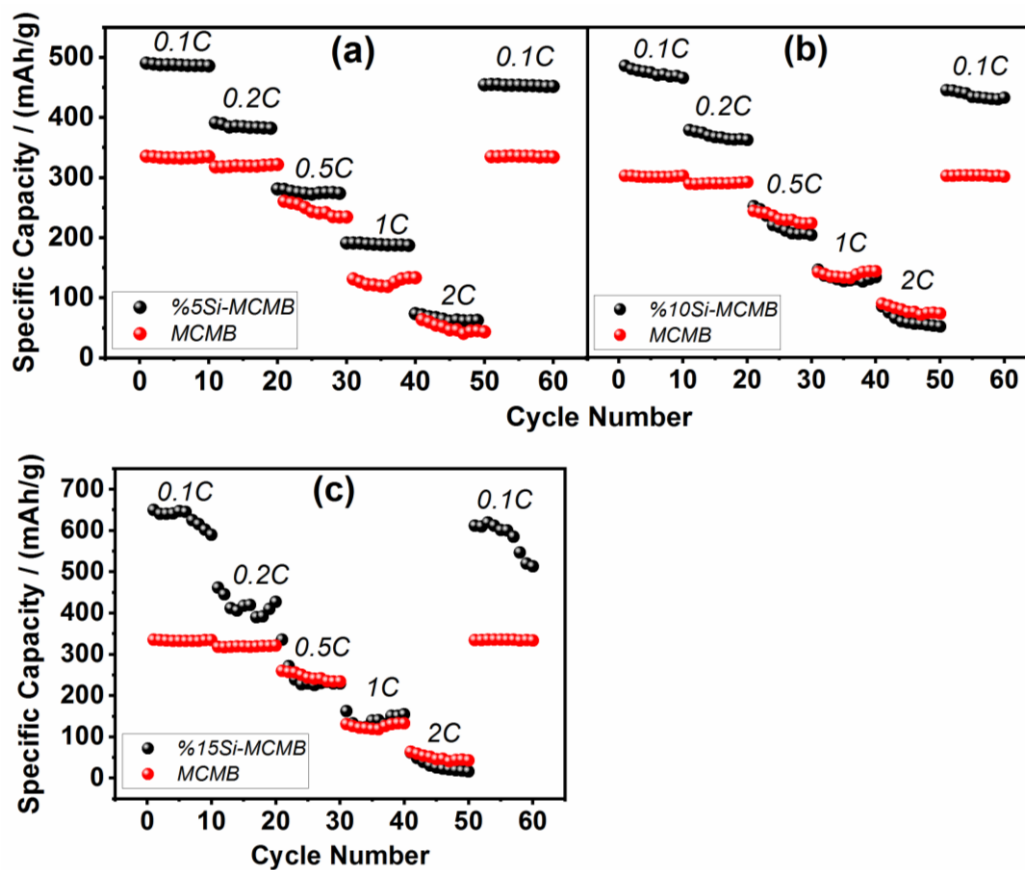 (a)
0.1C
0.2C
0.5C
1C
2C
0.1C
500
400
300
200
100
0
%5Si-MCMB
MCMB
0 10 20 30 40 50 60
(b)
0.1C
0.2C
0.5C
1C
2C
0.1C
%10Si-MCMB
MCMB
0 10 20 30 40 50 60
Specific Capacity / (mAh/g)
Cycle Number
(c)
0.1C
0.2C
0.5C
1C
2C
0.1C
700
600
500
400
300
200
100
0
%15Si-MCMB
MCMB
0 10 20 30 40 50 60
Specific Capacity / (mAh/g)
Cycle Number